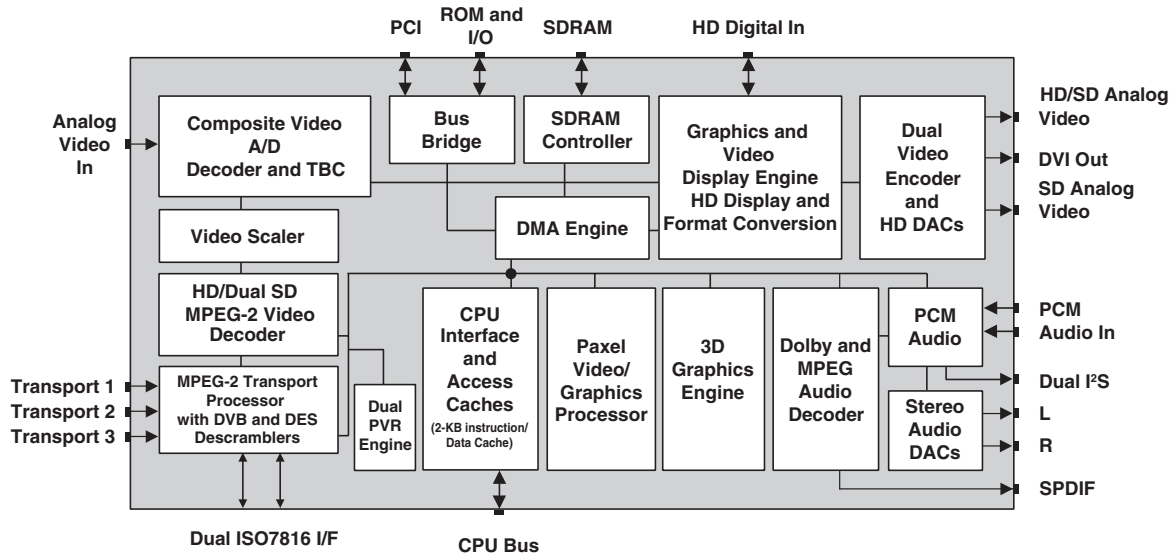 PCI
ROM and
I/O
SDRAM
HD Digital In
Analog
Video
In
Composite Video
A/D
Decoder and TBC
Bus
Bridge
SDRAM
Controller
Graphics and
Video
Display Engine
HD Display and
Format Conversion
Dual
Video
Encoder
and
HD DACs
HD/SD Analog
Video
DVI Out
SD Analog
Video
Video Scaler
DMA Engine
HD/Dual SD
MPEG-2 Video
Decoder
CPU
Interface
and
Access
Caches
(2-KB instruction/
Data Cache)
Paxel
Video/
Graphics
Processor
3D
Graphics
Engine
Dolby and
MPEG
Audio
Decoder
PCM
Audio
PCM
Audio In
Transport 1
Transport 2
Transport 3
MPEG-2 Transport
Processor
with DVB and DES
Descramblers
Dual
PVR
Engine
Stereo
Audio
DACs
Dual I²S
L
R
SPDIF
Dual ISO7816 I/F
CPU Bus